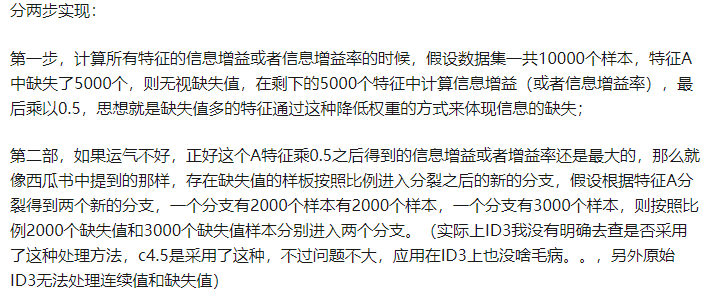 分两步实现：
第一步，计算所有特征的信息增益或者信息增益率的时候，假设数据集一共10000个样本，特征A
中缺失了5000个，则无视缺失值，在剩下的5000个特征中计算信息增益（或者信息增益率），最
后乘以0.5，思想就是缺失值多的特征通过这种降低权重的方式来体现信息的缺失；
第二部，如果运气不好，正好这个A特征乘0.5之后得到的信息增益或者增益率还是最大的，那么就
像西瓜书中提到的那样，存在缺失值的样板按照比例进入分裂之后的新的分支，假设根据特征A分
裂得到两个新的分支，一个分支有2000个样本有2000个样本，一个分支有3000个样本，则按照比
例2000个缺失值和3000个缺失值样本分别进入两个分支。（实际上ID3我没有明确去查是否采用
了这种处理方法，c4.5是采用了这种，不过问题不大，应用在ID3上也没啥毛病。。，另外原始
ID3无法处理连续值和缺失值）